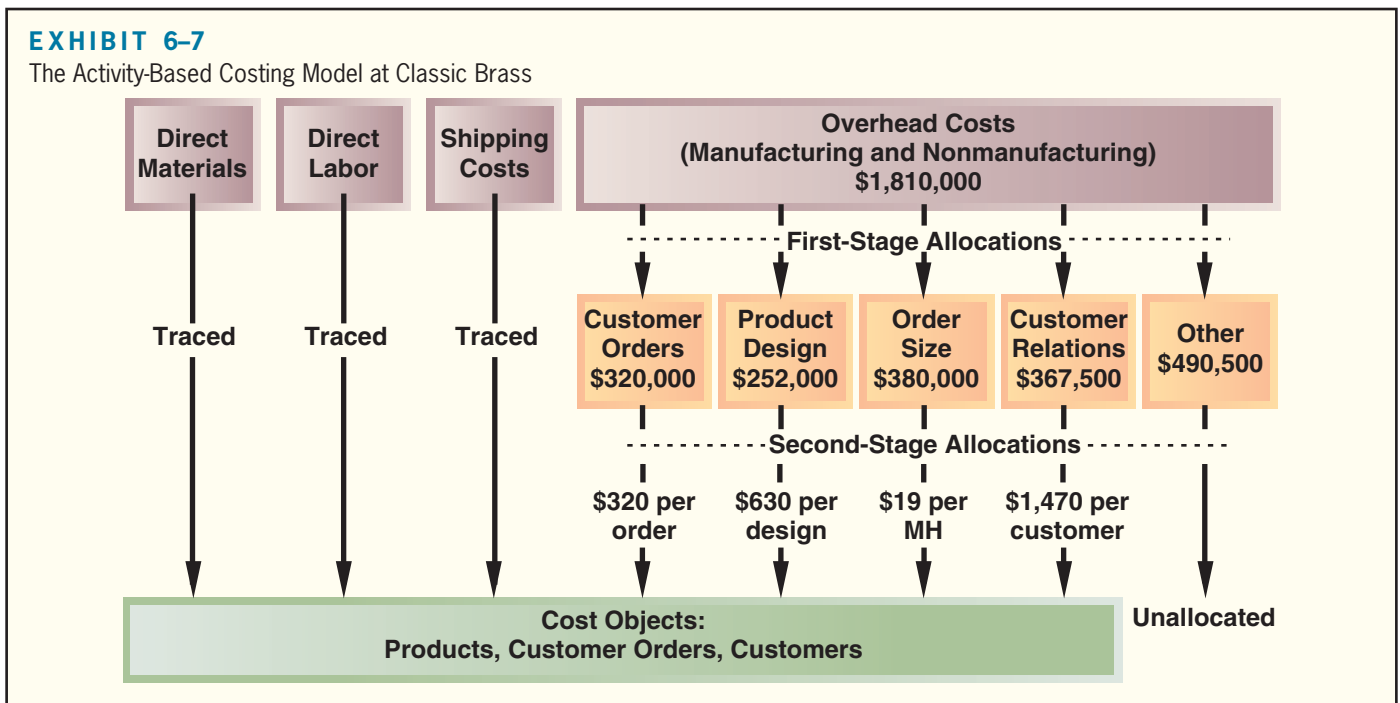 EXHIBIT 6–7
The Activity-Based Costing Model at Classic Brass
Direct
Materials
Direct
Labor
Shipping
Costs
Overhead Costs
(Manufacturing and Nonmanufacturing)
$1,810,000
First-Stage Allocations
Traced
Traced
Traced
Customer
Orders
$320,000
Product
Design
$252,000
Order
Size
$380,000
Customer
Relations
$367,500
Other
$490,500
Second-Stage Allocations
$320 per
order
$630 per
design
$19 per
MH
$1,470 per
customer
Cost Objects:
Products, Customer Orders, Customers
Unallocated